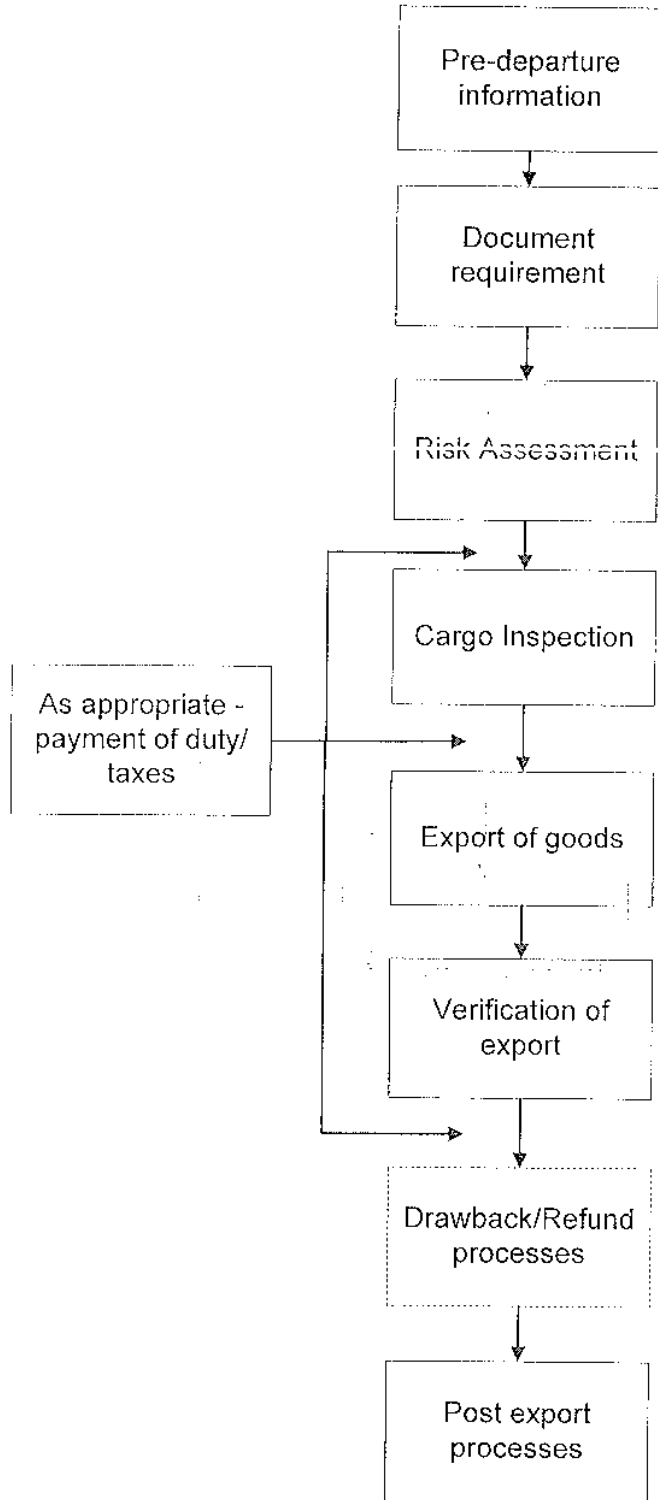 Pre-departure
information
Document
requirement
Risk Assessment
Cargo Inspection
As appropriate -
payment of duty/
taxes
Export of goods
Verification of
export
Drawback/Refund
processes
Post export
processes